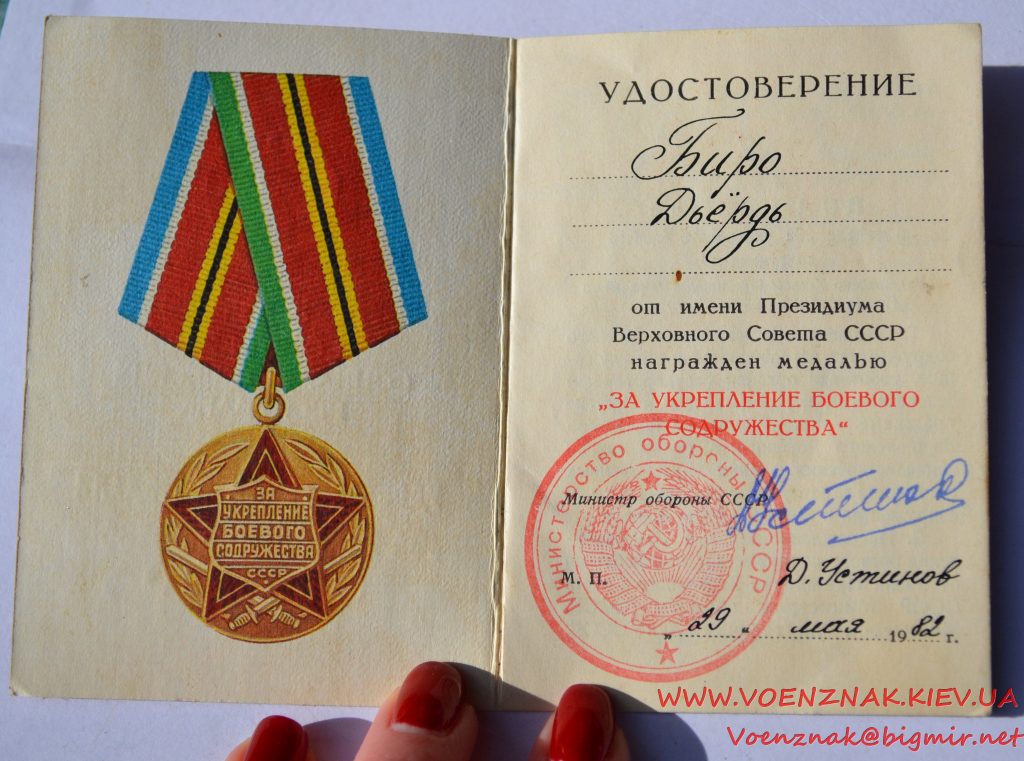 ЗА
УКРЕПЛЕНИЕ
БОЕВОГО
СОДРУЖЕСТВА
СССР
УДОСТОВЕРЕНИЕ
Биро
Дьёрдь
от имени Президиума
Верховного Совета СССР
награжден медалью
„ЗА УКРЕПЛЕНИЕ БОЕВОГО
СОДРУЖЕСТВА“
Министерство обороны СССР
Министр обороны СССР
М. П.
Д. Устинов
„ 29 “ мая 1982 г.
WWW.VOENZNAK.KIEV.UA
Voenznak@bigmir.net